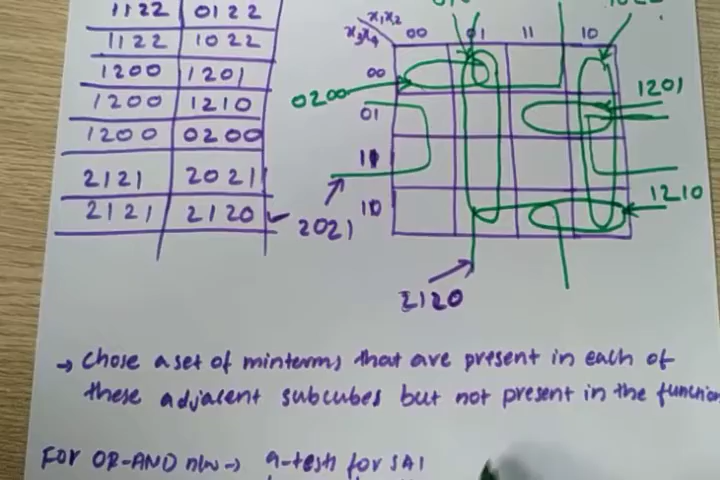 1122 0122
1122 1022
1200 1201
1200 1210
1200 0200
2121 2021
2121 2120
x1x2
x3x4
00 01 11 10
00
01
11
10
0200
1201
1210
2021
2120
→ Chose a set of minterms that are present in each of
these adjacent subcubes but not present in the function
For OR-AND n/w → a-tests for SA1